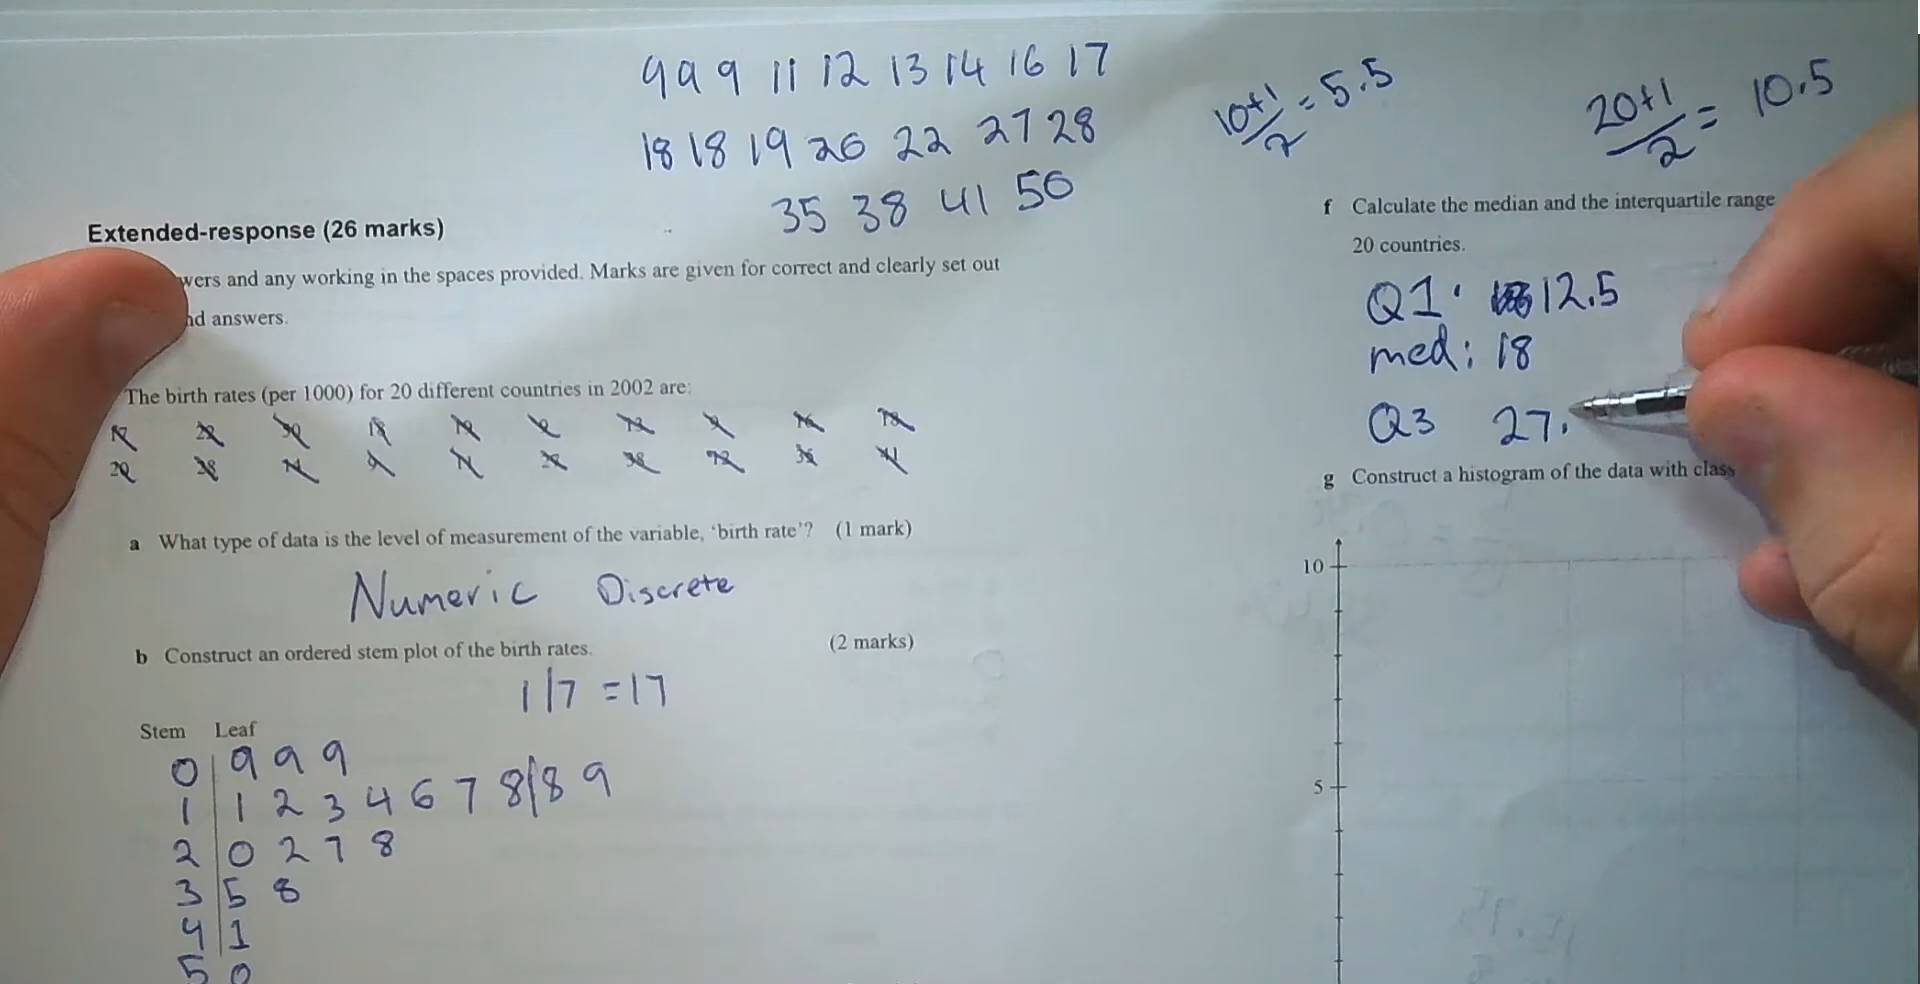 9 9 9 11 12 13 14 16 17
18 18 19 20 22 27 28
35 38 41 50
Extended-response (26 marks)
wers and any working in the spaces provided. Marks are given for correct and clearly set out
nd answers.
The birth rates (per 1000) for 20 different countries in 2002 are:
a What type of data is the level of measurement of the variable, ‘birth rate’? (1 mark)
Numeric Discrete
b Construct an ordered stem plot of the birth rates. (2 marks)
1|7 = 17
Stem Leaf
0 | 9 9 9
1 | 1 2 3 4 6 7 8/8 9
2 | 0 2 7 8
3 | 5 8
4 | 1
5 0
10+1/2 = 5.5
20+1/2 = 10.5
f Calculate the median and the interquartile range
20 countries.
Q1: 12.5
med: 18
Q3 27.
g Construct a histogram of the data with class
10
5